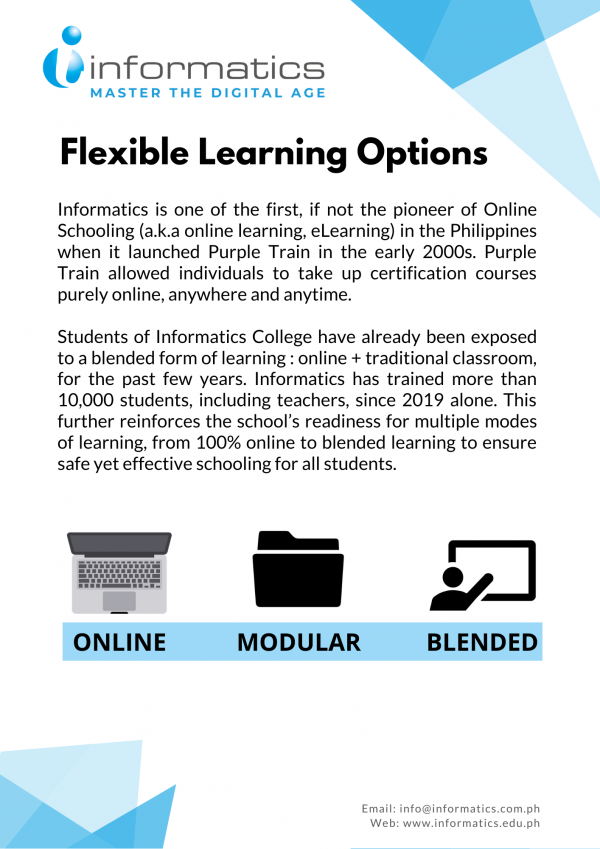 informatics
MASTER THE DIGITAL AGE
Flexible Learning Options
Informatics is one of the first, if not the pioneer of Online
Schooling (a.k.a online learning, eLearning) in the Philippines
when it launched Purple Train in the early 2000s. Purple
Train allowed individuals to take up certification courses
purely online, anywhere and anytime.
Students of Informatics College have already been exposed
to a blended form of learning : online + traditional classroom,
for the past few years. Informatics has trained more than
10,000 students, including teachers, since 2019 alone. This
further reinforces the school’s readiness for multiple modes
of learning, from 100% online to blended learning to ensure
safe yet effective schooling for all students.
ONLINE MODULAR BLENDED
Email: info@informatics.com.ph
Web: www.informatics.edu.ph